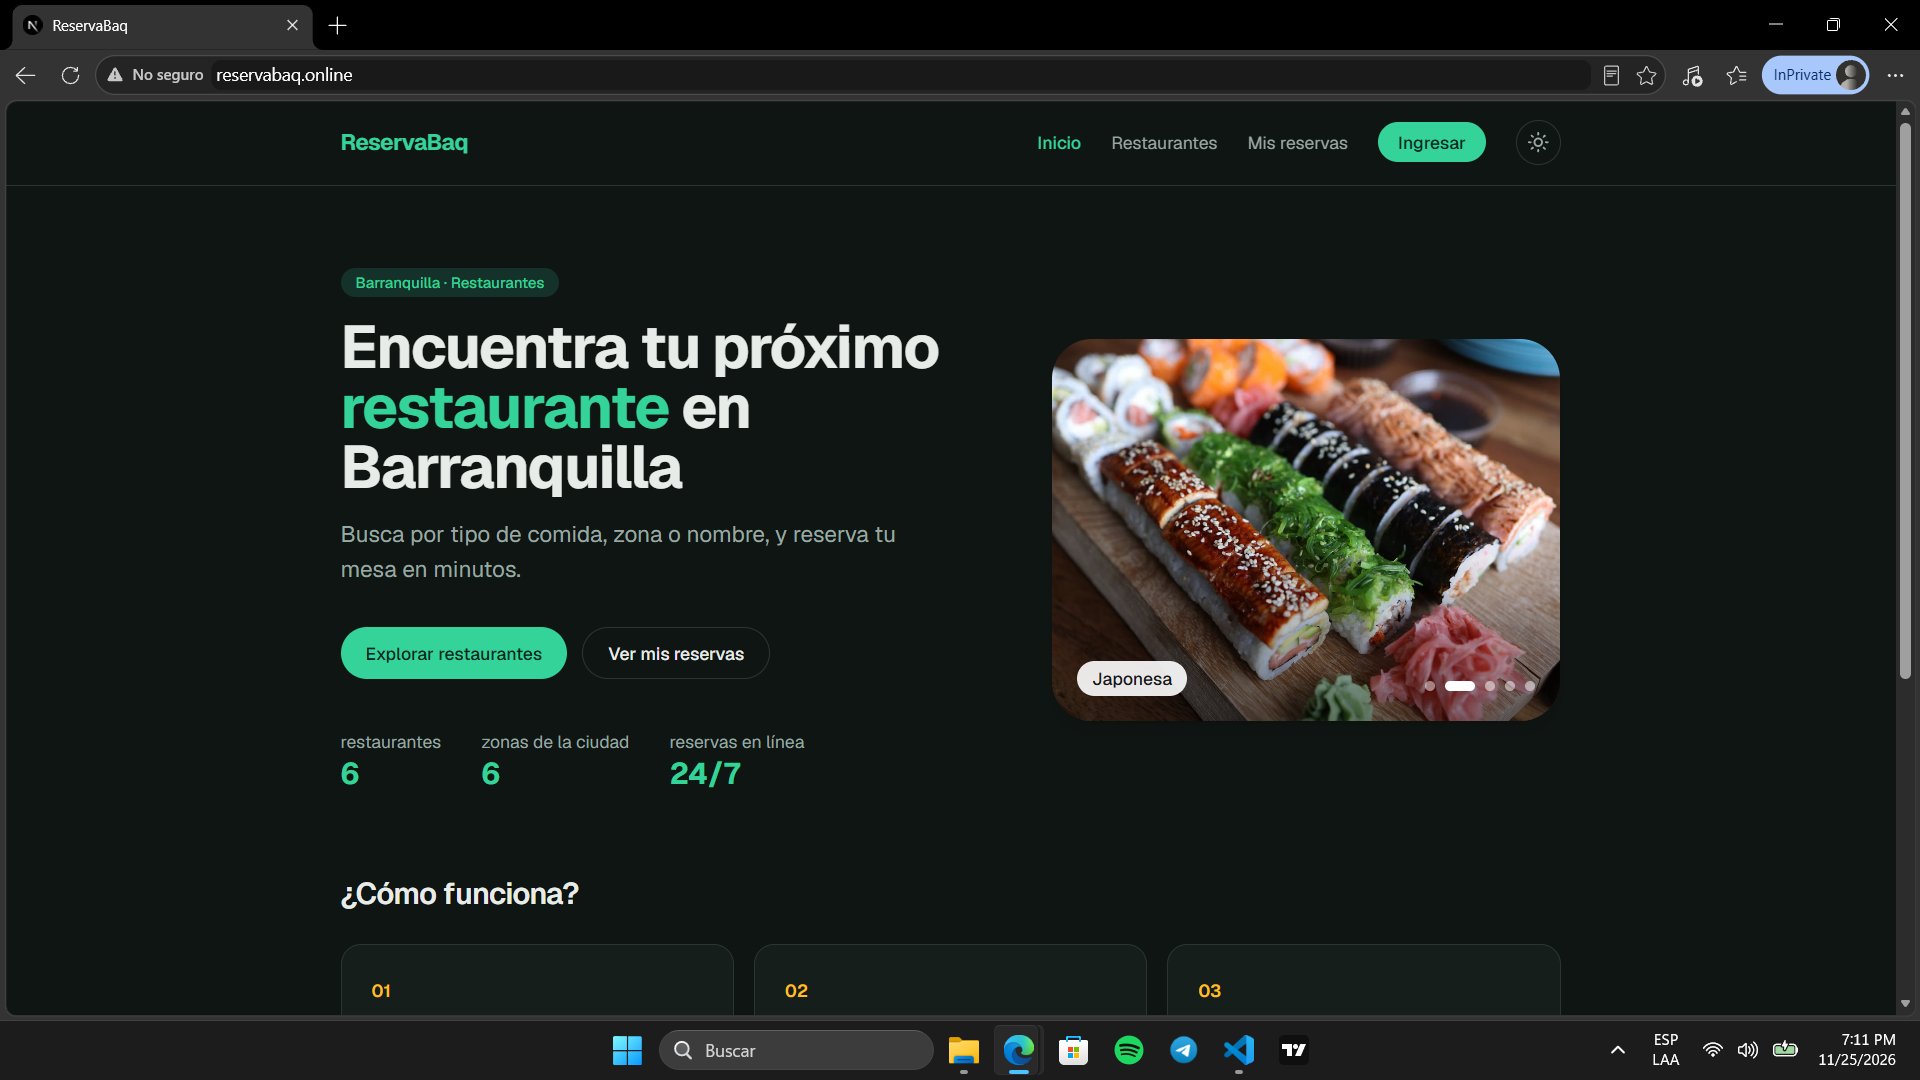 ReservaBaq
No seguro
reservabaq.online
InPrivate
ReservaBaq
Inicio
Restaurantes
Mis reservas
Ingresar
Barranquilla · Restaurantes
Encuentra tu próximo
restaurante en
Barranquilla
Busca por tipo de comida, zona o nombre, y reserva tu
mesa en minutos.
Explorar restaurantes
Ver mis reservas
Japonesa
restaurantes
6
zonas de la ciudad
6
reservas en línea
24/7
¿Cómo funciona?
01
02
03
Buscar
ESP
LAA
7:11 PM
11/25/2026